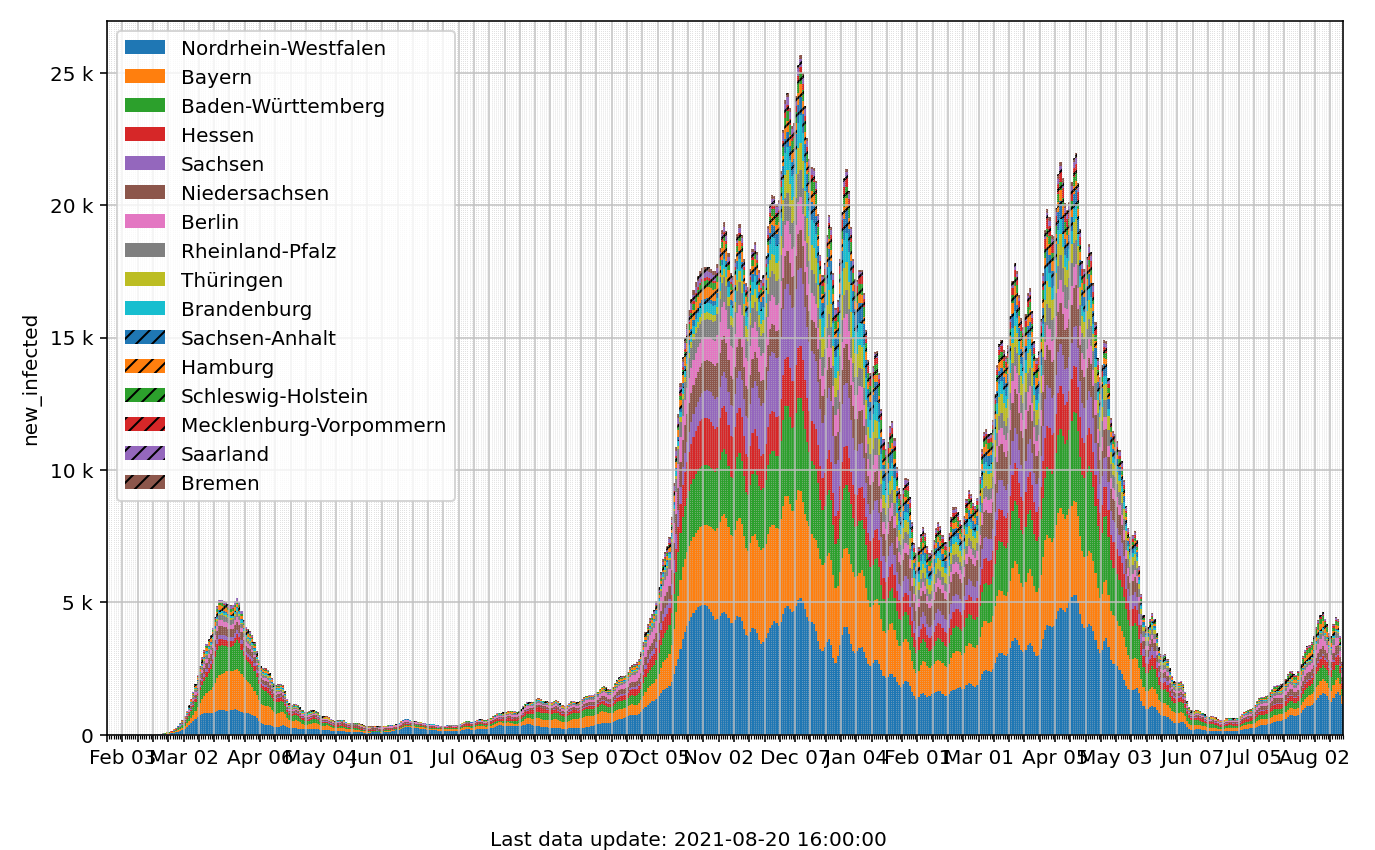 25 k
20 k
15 k
10 k
5 k
0
new_infected
Nordrhein-Westfalen
Bayern
Baden-Württemberg
Hessen
Sachsen
Niedersachsen
Berlin
Rheinland-Pfalz
Thüringen
Brandenburg
Sachsen-Anhalt
Hamburg
Schleswig-Holstein
Mecklenburg-Vorpommern
Saarland
Bremen
Feb 03 Mar 02 Apr 06 May 04 Jun 01 Jul 06 Aug 03 Sep 07 Oct 05 Nov 02 Dec 07 Jan 04 Feb 01 Mar 01 Apr 05 May 03 Jun 07 Jul 05 Aug 02
Last data update: 2021-08-20 16:00:00